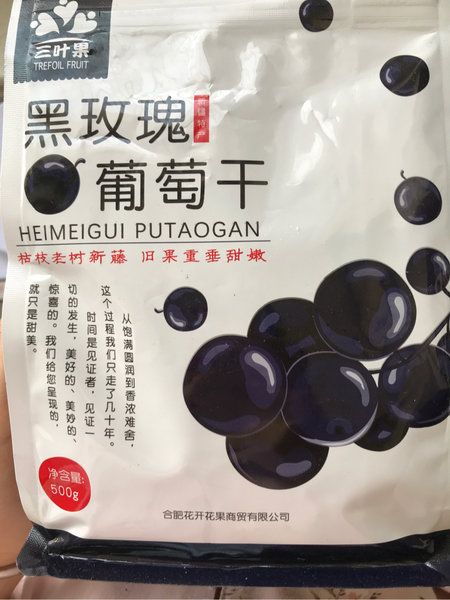 三叶果
TREFOIL FRUIT
黑玫瑰
新疆特产
葡萄干
HEIMEIGUI PUTAOGAN
枯枝老树新藤 旧果重垂甜嫩
从饱满圆润到香浓难舍，
这个过程我们只走了几十年。
时间是见证者，见证一
切的发生，美好的、美妙的、
惊喜的。我们给您呈现的，
就只是甜美。
净含量:
500g
合肥花开花果商贸有限公司